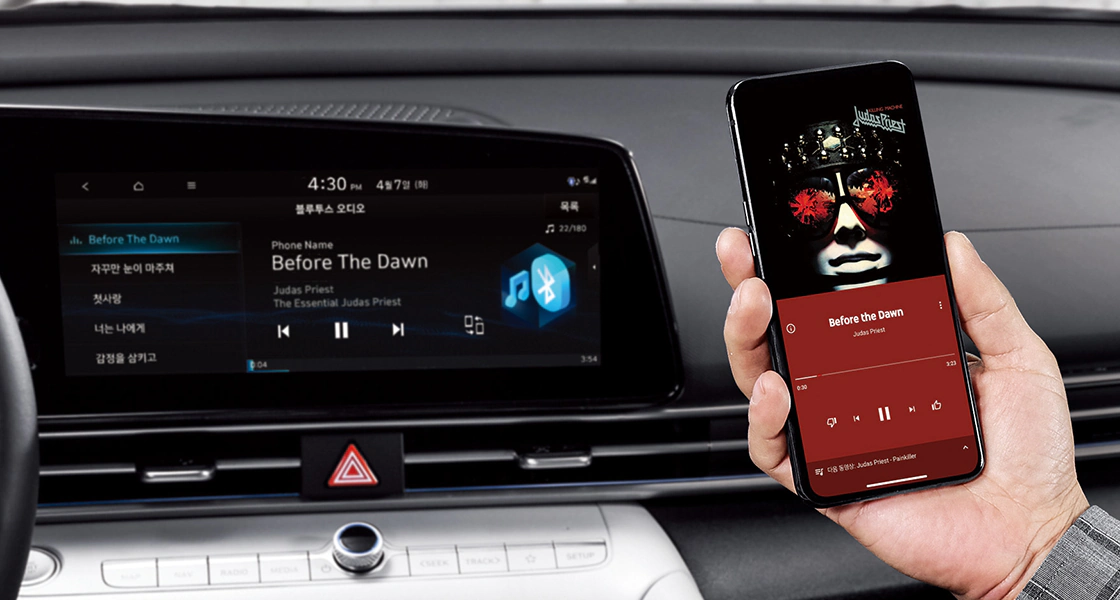 4:30 PM 4월 7일 (화)
블루투스 오디오
목록
22/180
Before The Dawn
자꾸만 눈이 마주쳐
첫사랑
너는 나에게
감정을 삼키고
Phone Name
Before The Dawn
Judas Priest
The Essential Judas Priest
0:04
3:54
RADIO
MEDIA
<SEEK
TRACK>
SETUP
KILLING MACHINE
Judas Priest
Before the Dawn
Judas Priest
0:30
3:23
다음 동영상: Judas Priest - Painkiller